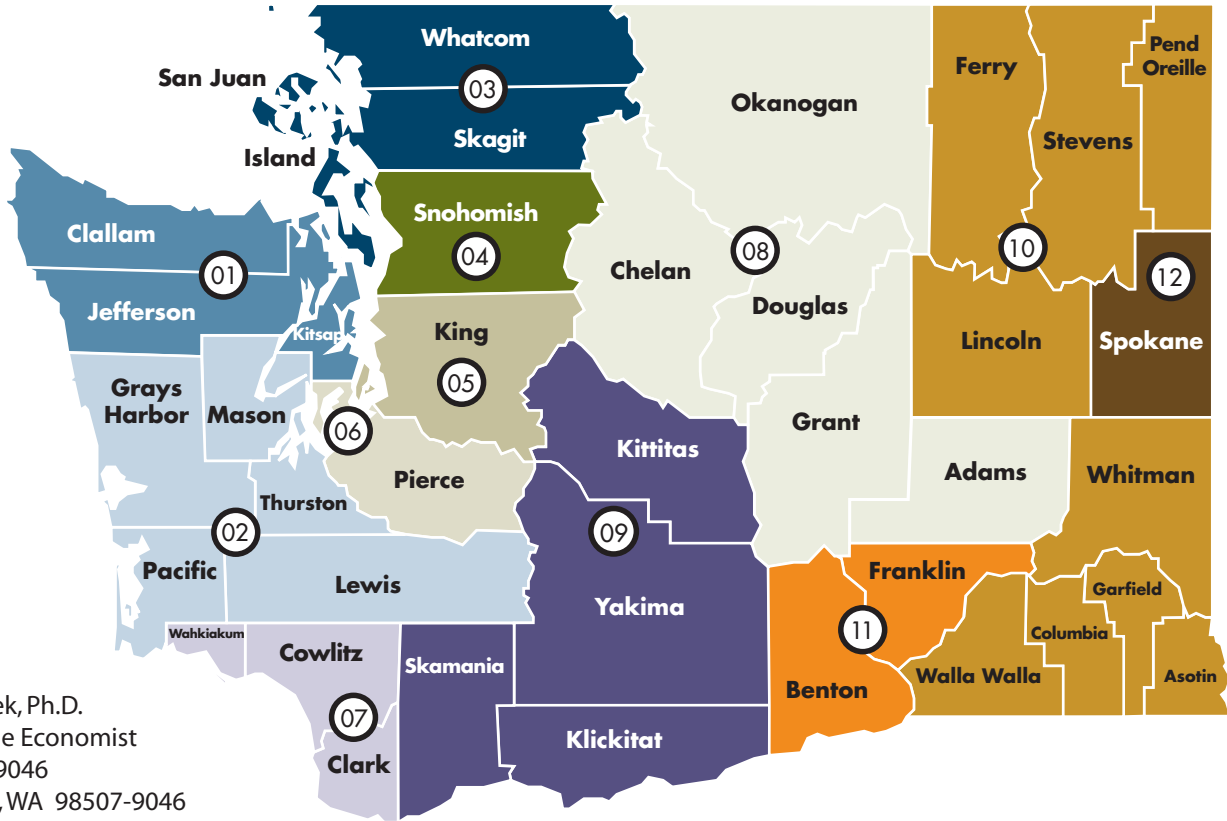 Whatcom
San Juan
03
Skagit
Island
Okanogan
Ferry
Pend
Oreille
Stevens
Clallam
01
Jefferson
Kitsap
Snohomish
04
Chelan
08
Douglas
10
12
King
05
Lincoln
Spokane
Grays
Harbor
Mason
06
Pierce
Kittitas
Grant
Adams
Whitman
Thurston
02
09
Pacific
Lewis
Yakima
Franklin
11
Garfield
Columbia
Wahkiakum
Cowlitz
Skamania
Benton
Walla Walla
Asotin
07
Clark
Klickitat
Ph.D.
Economist
9046
WA 98507-9046